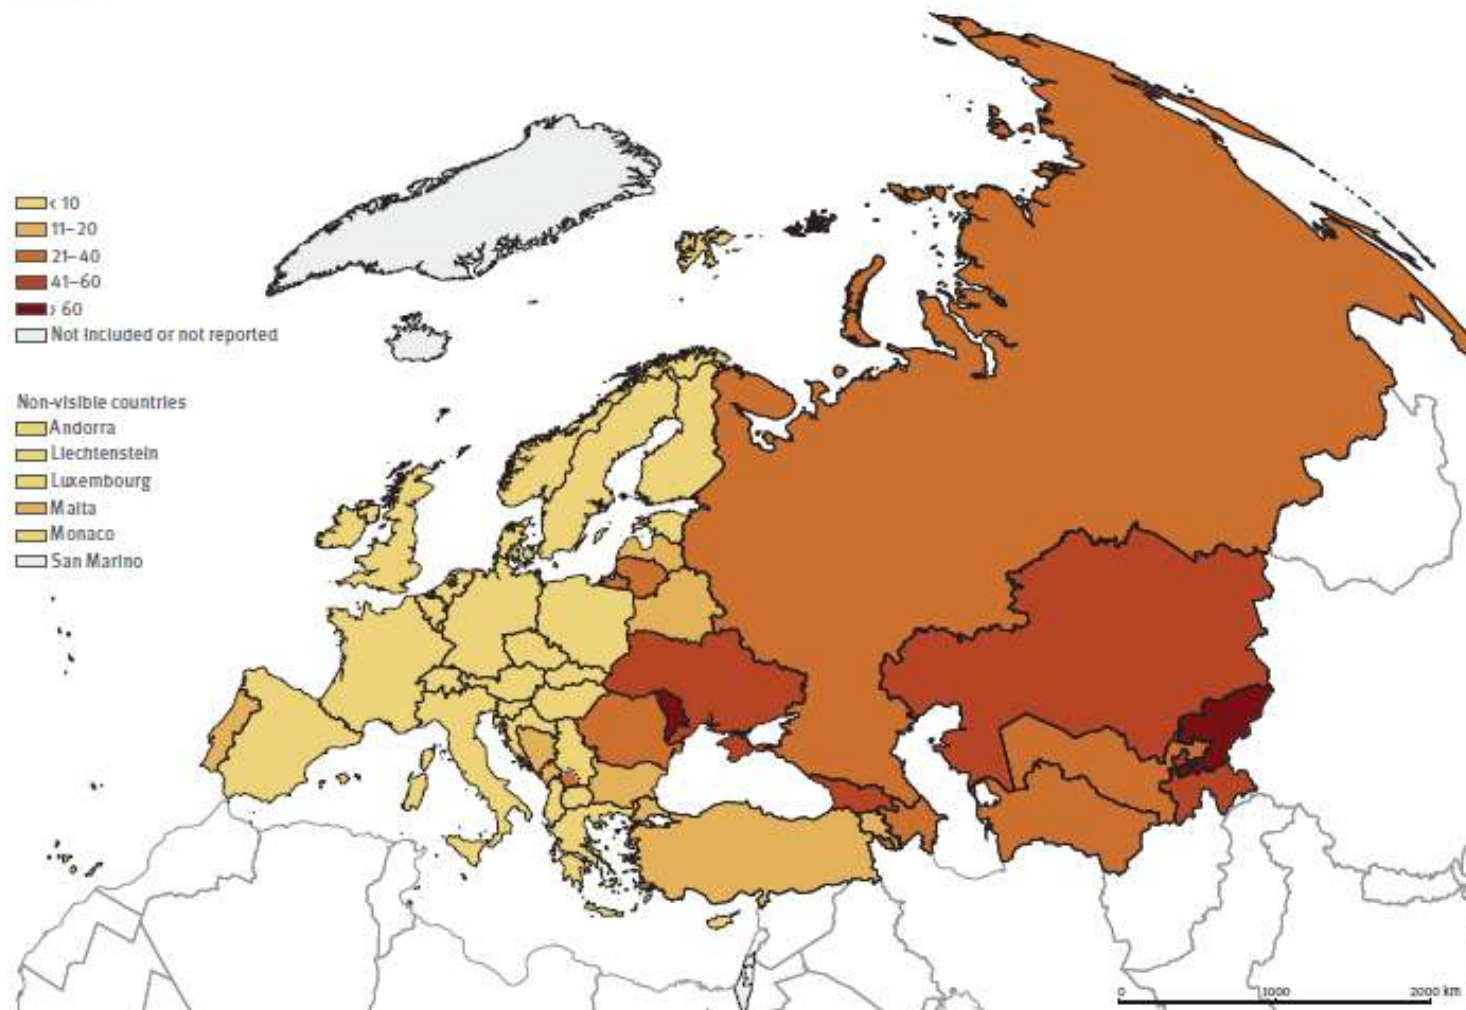 < 10
11–20
21–40
41–60
> 60
Not included or not reported
Non-visible countries
Andorra
Liechtenstein
Luxembourg
Malta
Monaco
San Marino
0 1000 2000 km